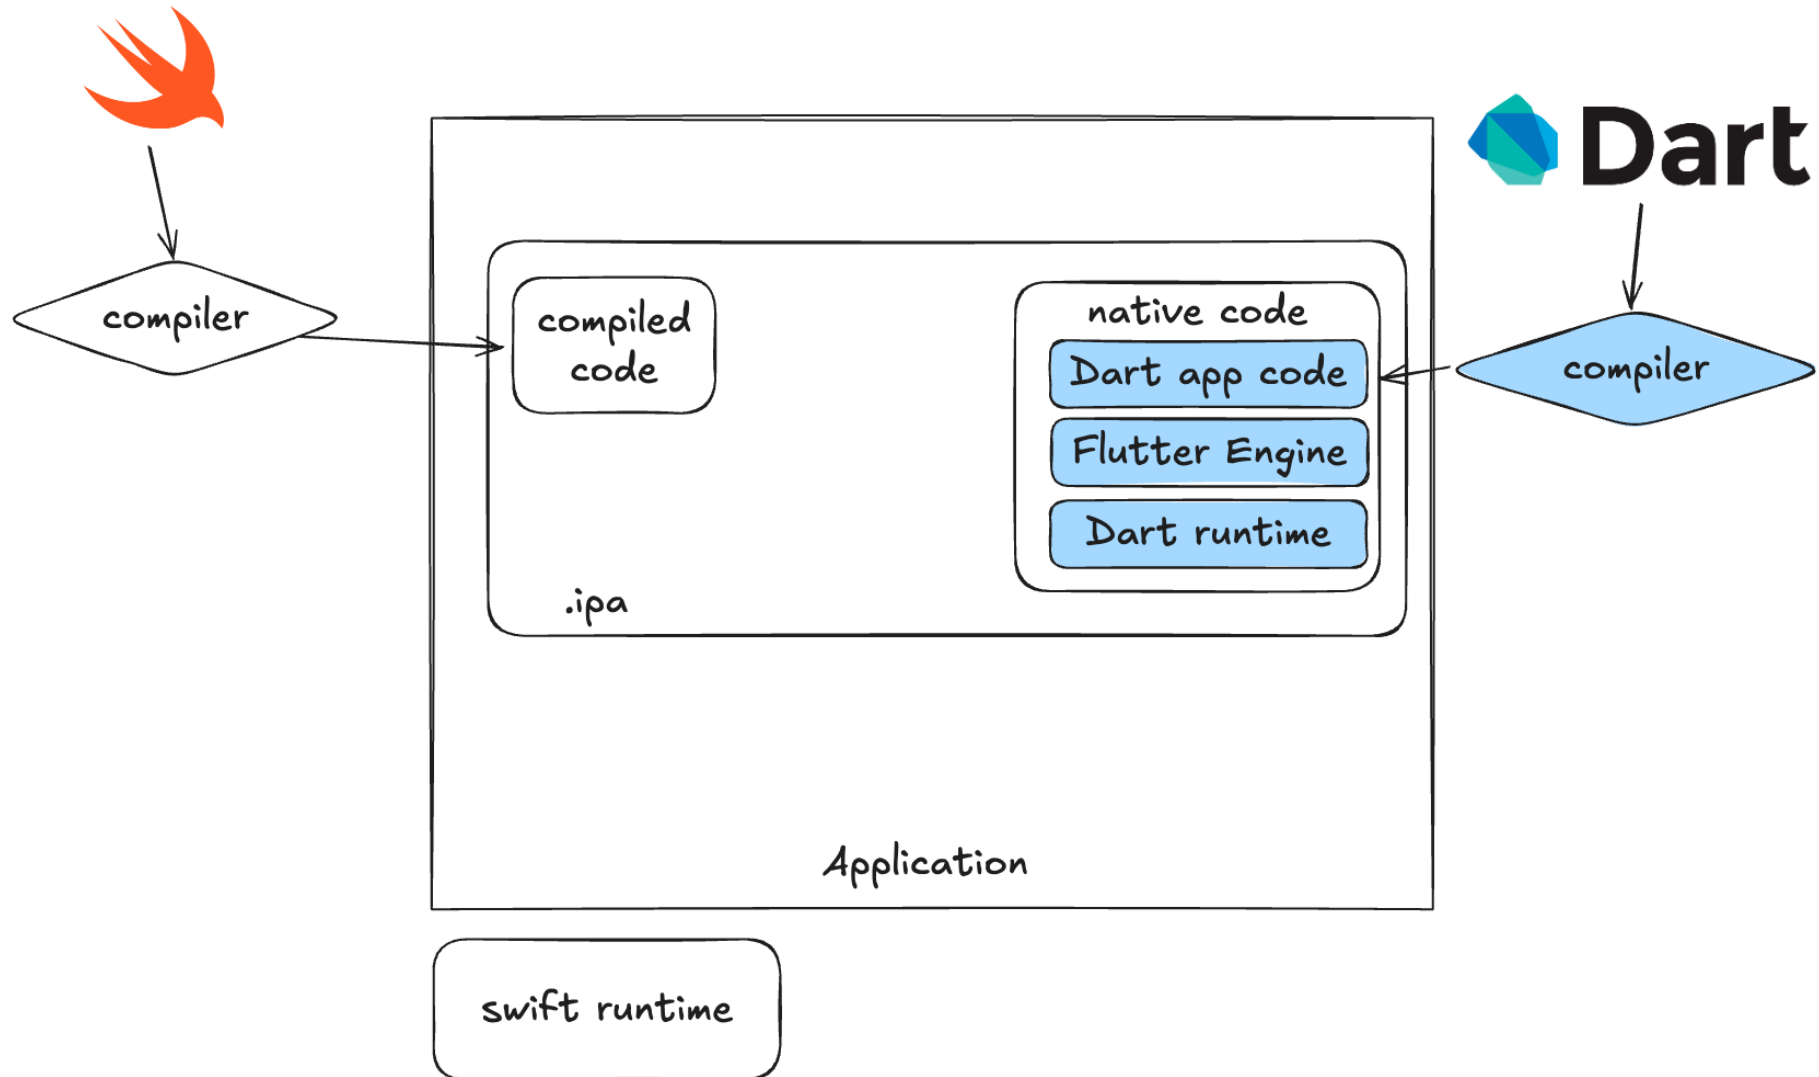 Dart
compiler
compiled
code
native code
Dart app code
Flutter Engine
Dart runtime
compiler
.ipa
Application
swift runtime